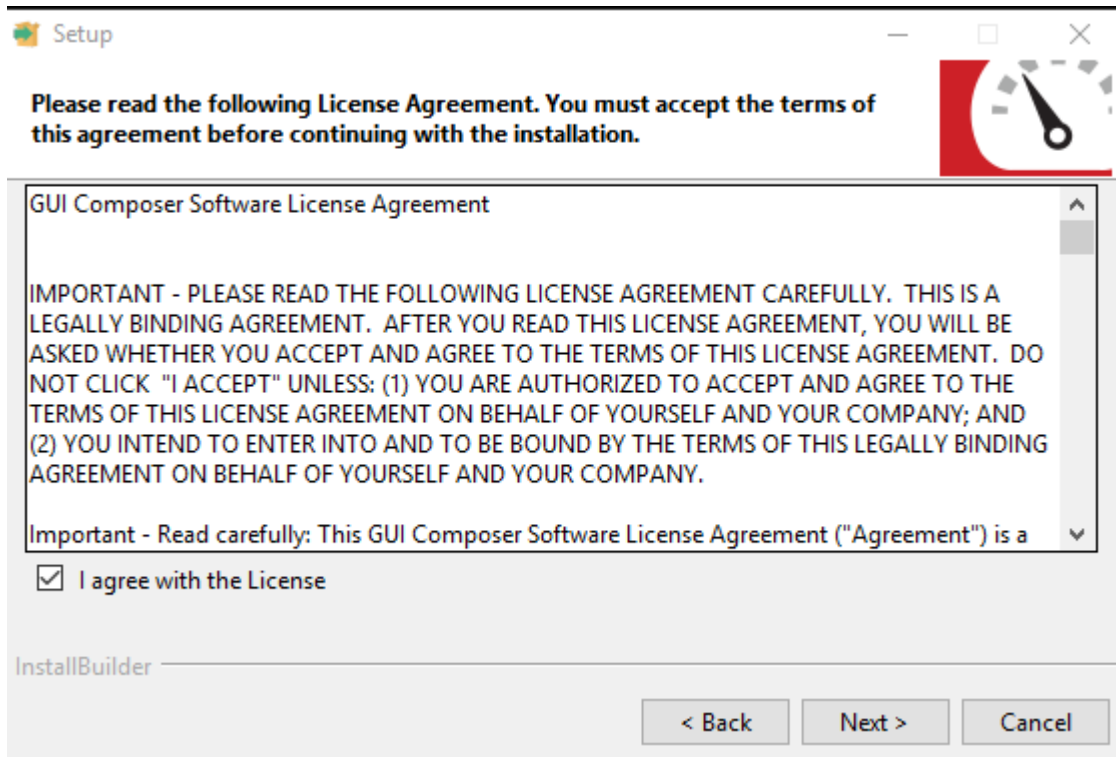 Setup
Please read the following License Agreement. You must accept the terms of
this agreement before continuing with the installation.
GUI Composer Software License Agreement
IMPORTANT - PLEASE READ THE FOLLOWING LICENSE AGREEMENT CAREFULLY.  THIS IS A
LEGALLY BINDING AGREEMENT.  AFTER YOU READ THIS LICENSE AGREEMENT, YOU WILL BE
ASKED WHETHER YOU ACCEPT AND AGREE TO THE TERMS OF THIS LICENSE AGREEMENT.  DO
NOT CLICK  "I ACCEPT" UNLESS: (1) YOU ARE AUTHORIZED TO ACCEPT AND AGREE TO THE
TERMS OF THIS LICENSE AGREEMENT ON BEHALF OF YOURSELF AND YOUR COMPANY; AND
(2) YOU INTEND TO ENTER INTO AND TO BE BOUND BY THE TERMS OF THIS LEGALLY BINDING
AGREEMENT ON BEHALF OF YOURSELF AND YOUR COMPANY.
Important - Read carefully: This GUI Composer Software License Agreement ("Agreement") is a
I agree with the License
InstallBuilder
< Back
Next >
Cancel